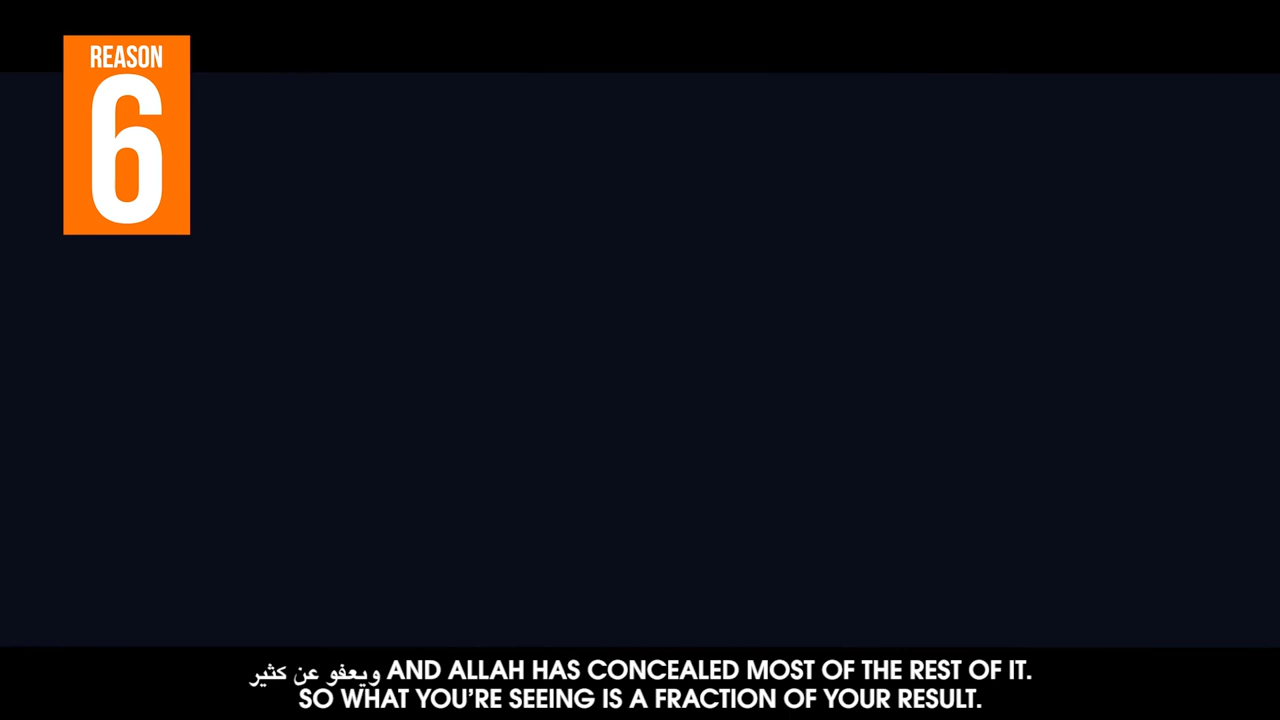 REASON
6
ويعفو عن كثير AND ALLAH HAS CONCEALED MOST OF THE REST OF IT.
SO WHAT YOU'RE SEEING IS A FRACTION OF YOUR RESULT.